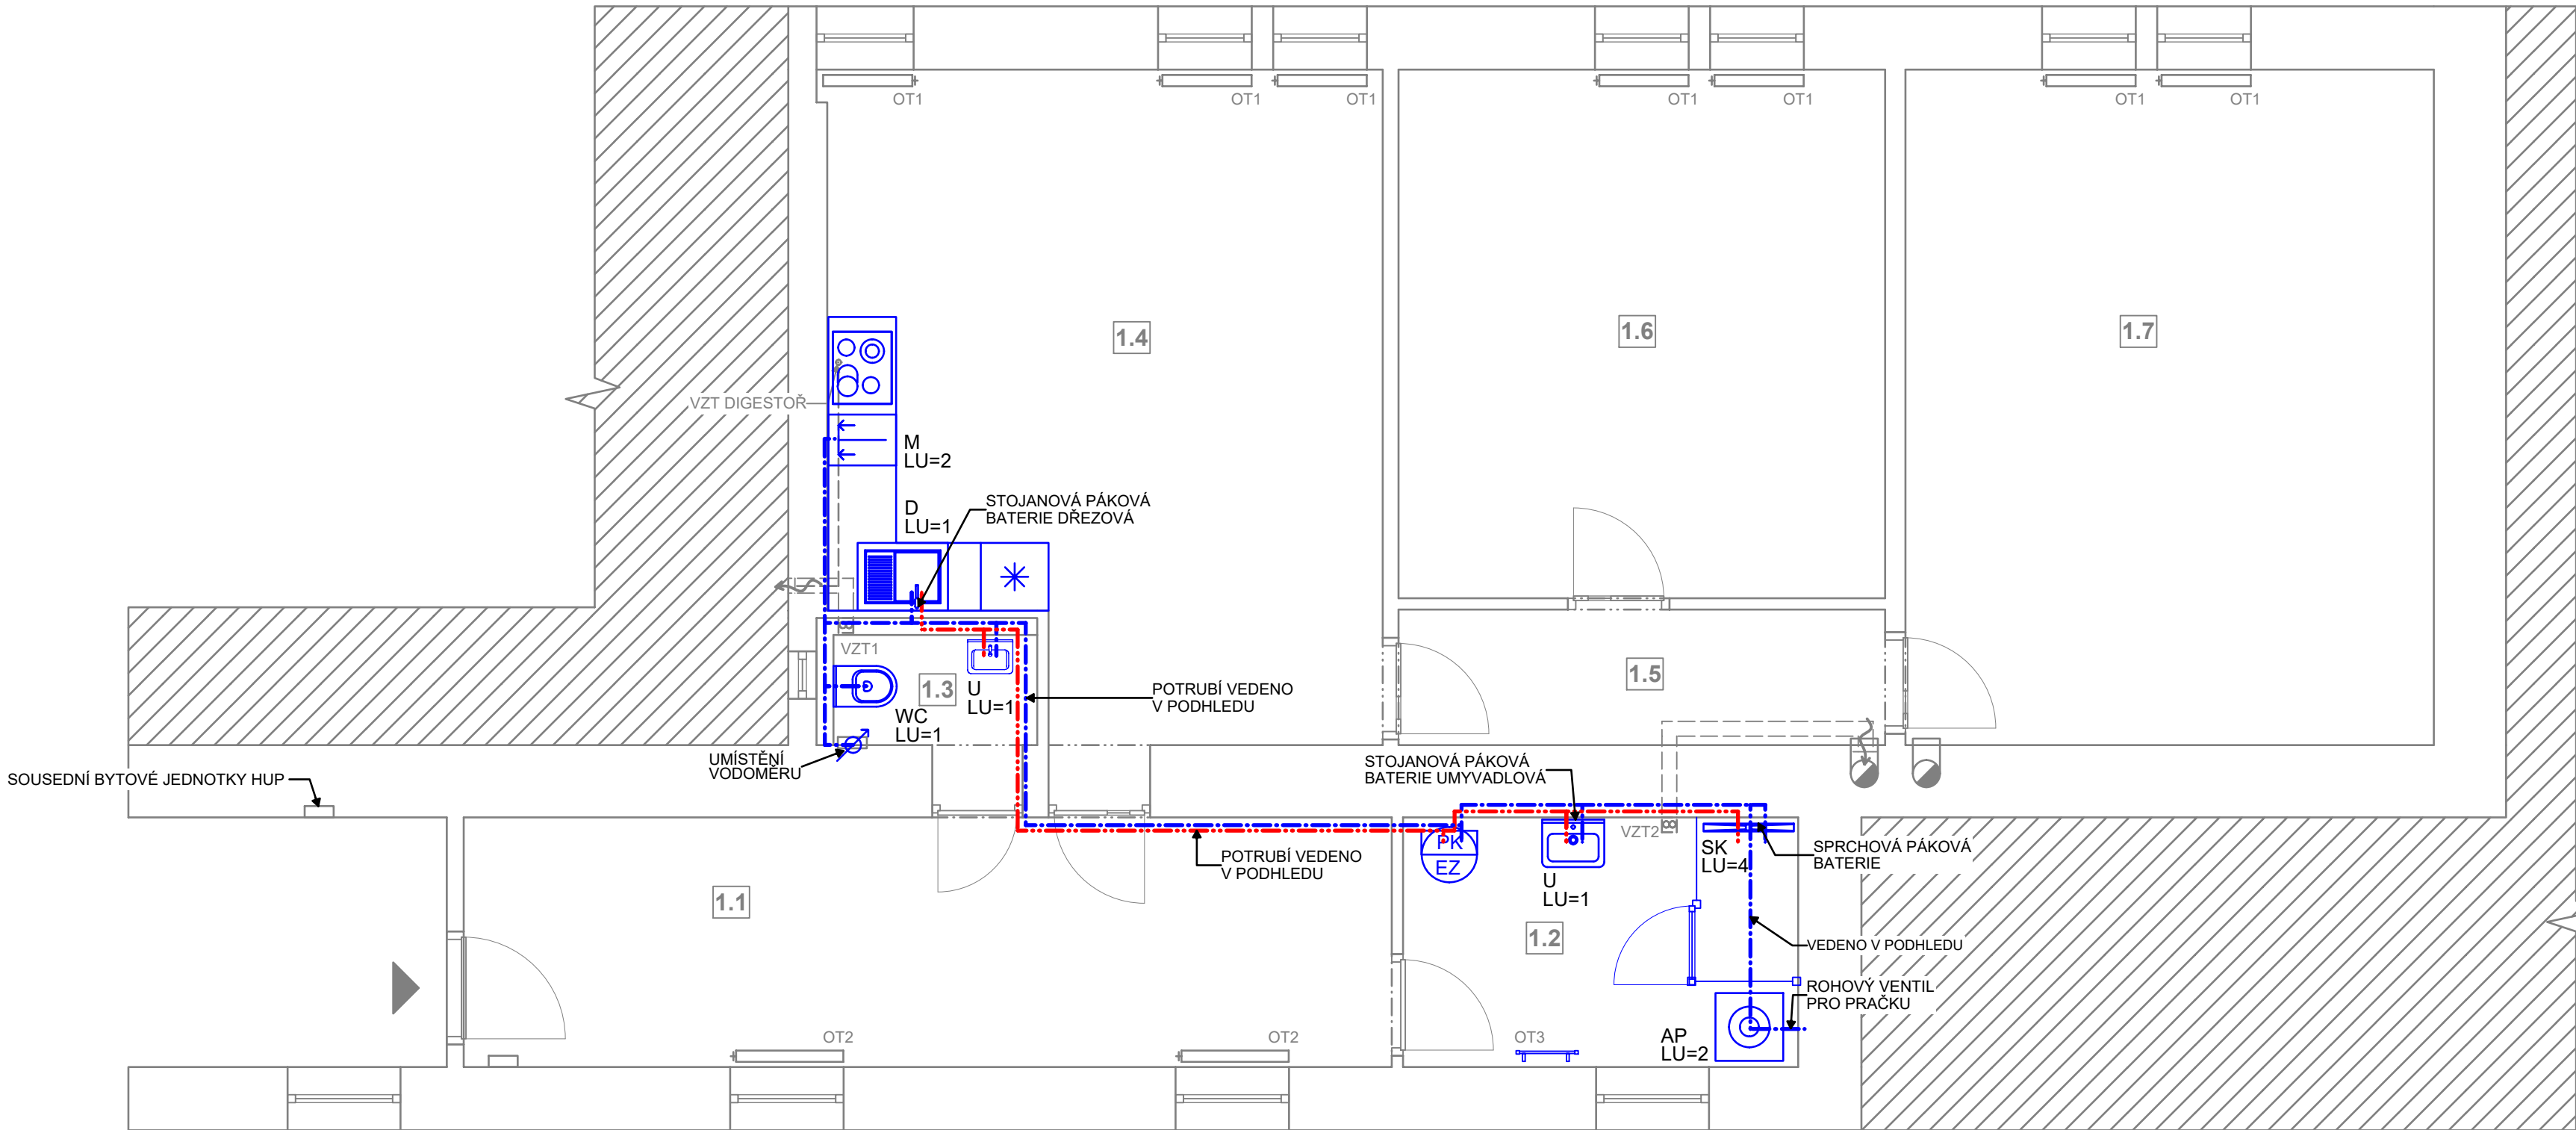 OT1
OT1
OT1
OT1
OT1
OT1
OT1
1.4
1.6
1.7
VZT DIGESTOŘ
M
LU=2
D
LU=1
STOJANOVÁ PÁKOVÁ
BATERIE DŘEZOVÁ
VZT1
1.3
U
LU=1
WC
LU=1
POTRUBÍ VEDENO
V PODHLEDU
1.5
UMÍSTĚNÍ
VODOMĚRU
SOUSEDNÍ BYTOVÉ JEDNOTKY HUP
STOJANOVÁ PÁKOVÁ
BATERIE UMYVADLOVÁ
POTRUBÍ VEDENO
V PODHLEDU
PK
EZ
VZT2
SK
LU=4
SPRCHOVÁ PÁKOVÁ
BATERIE
U
LU=1
1.1
1.2
VEDENO V PODHLEDU
ROHOVÝ VENTIL
PRO PRAČKU
OT2
OT2
OT3
AP
LU=2